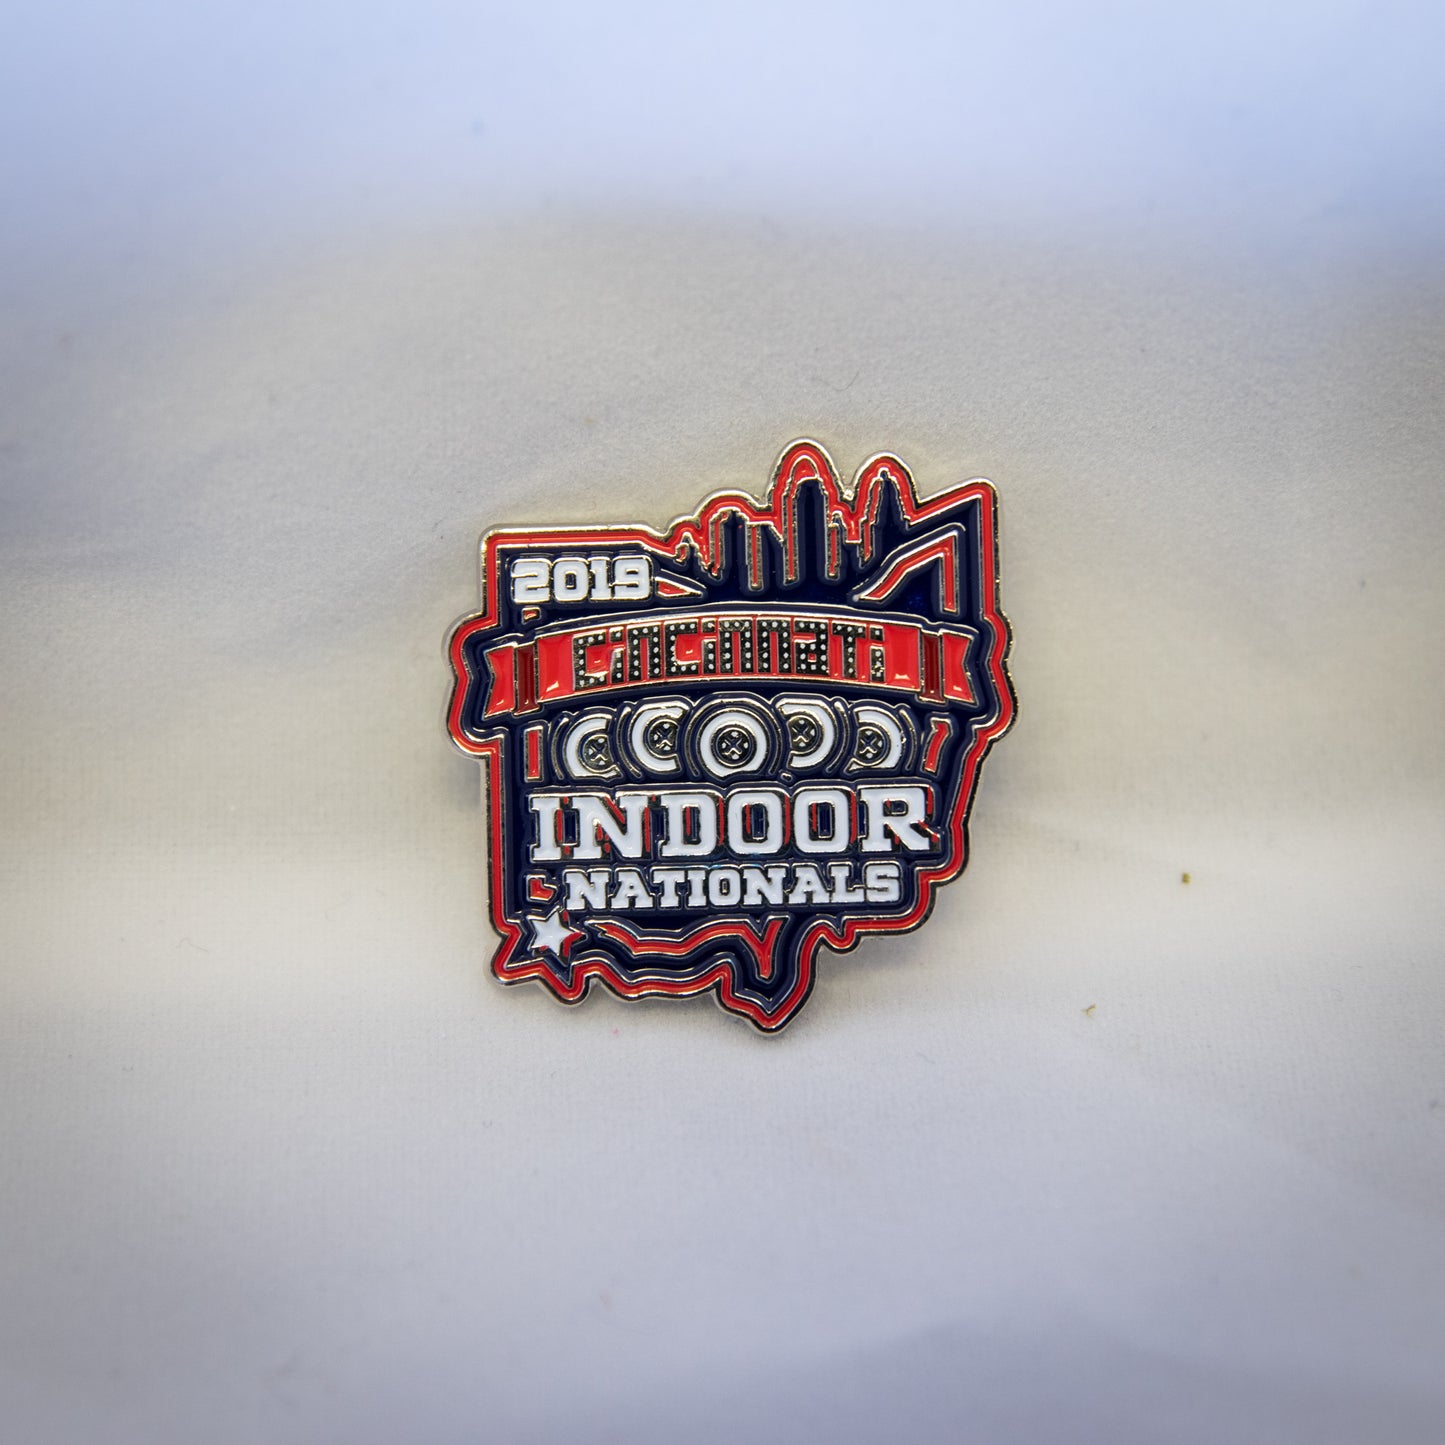 2019
CINCINNATI
INDOOR
NATIONALS